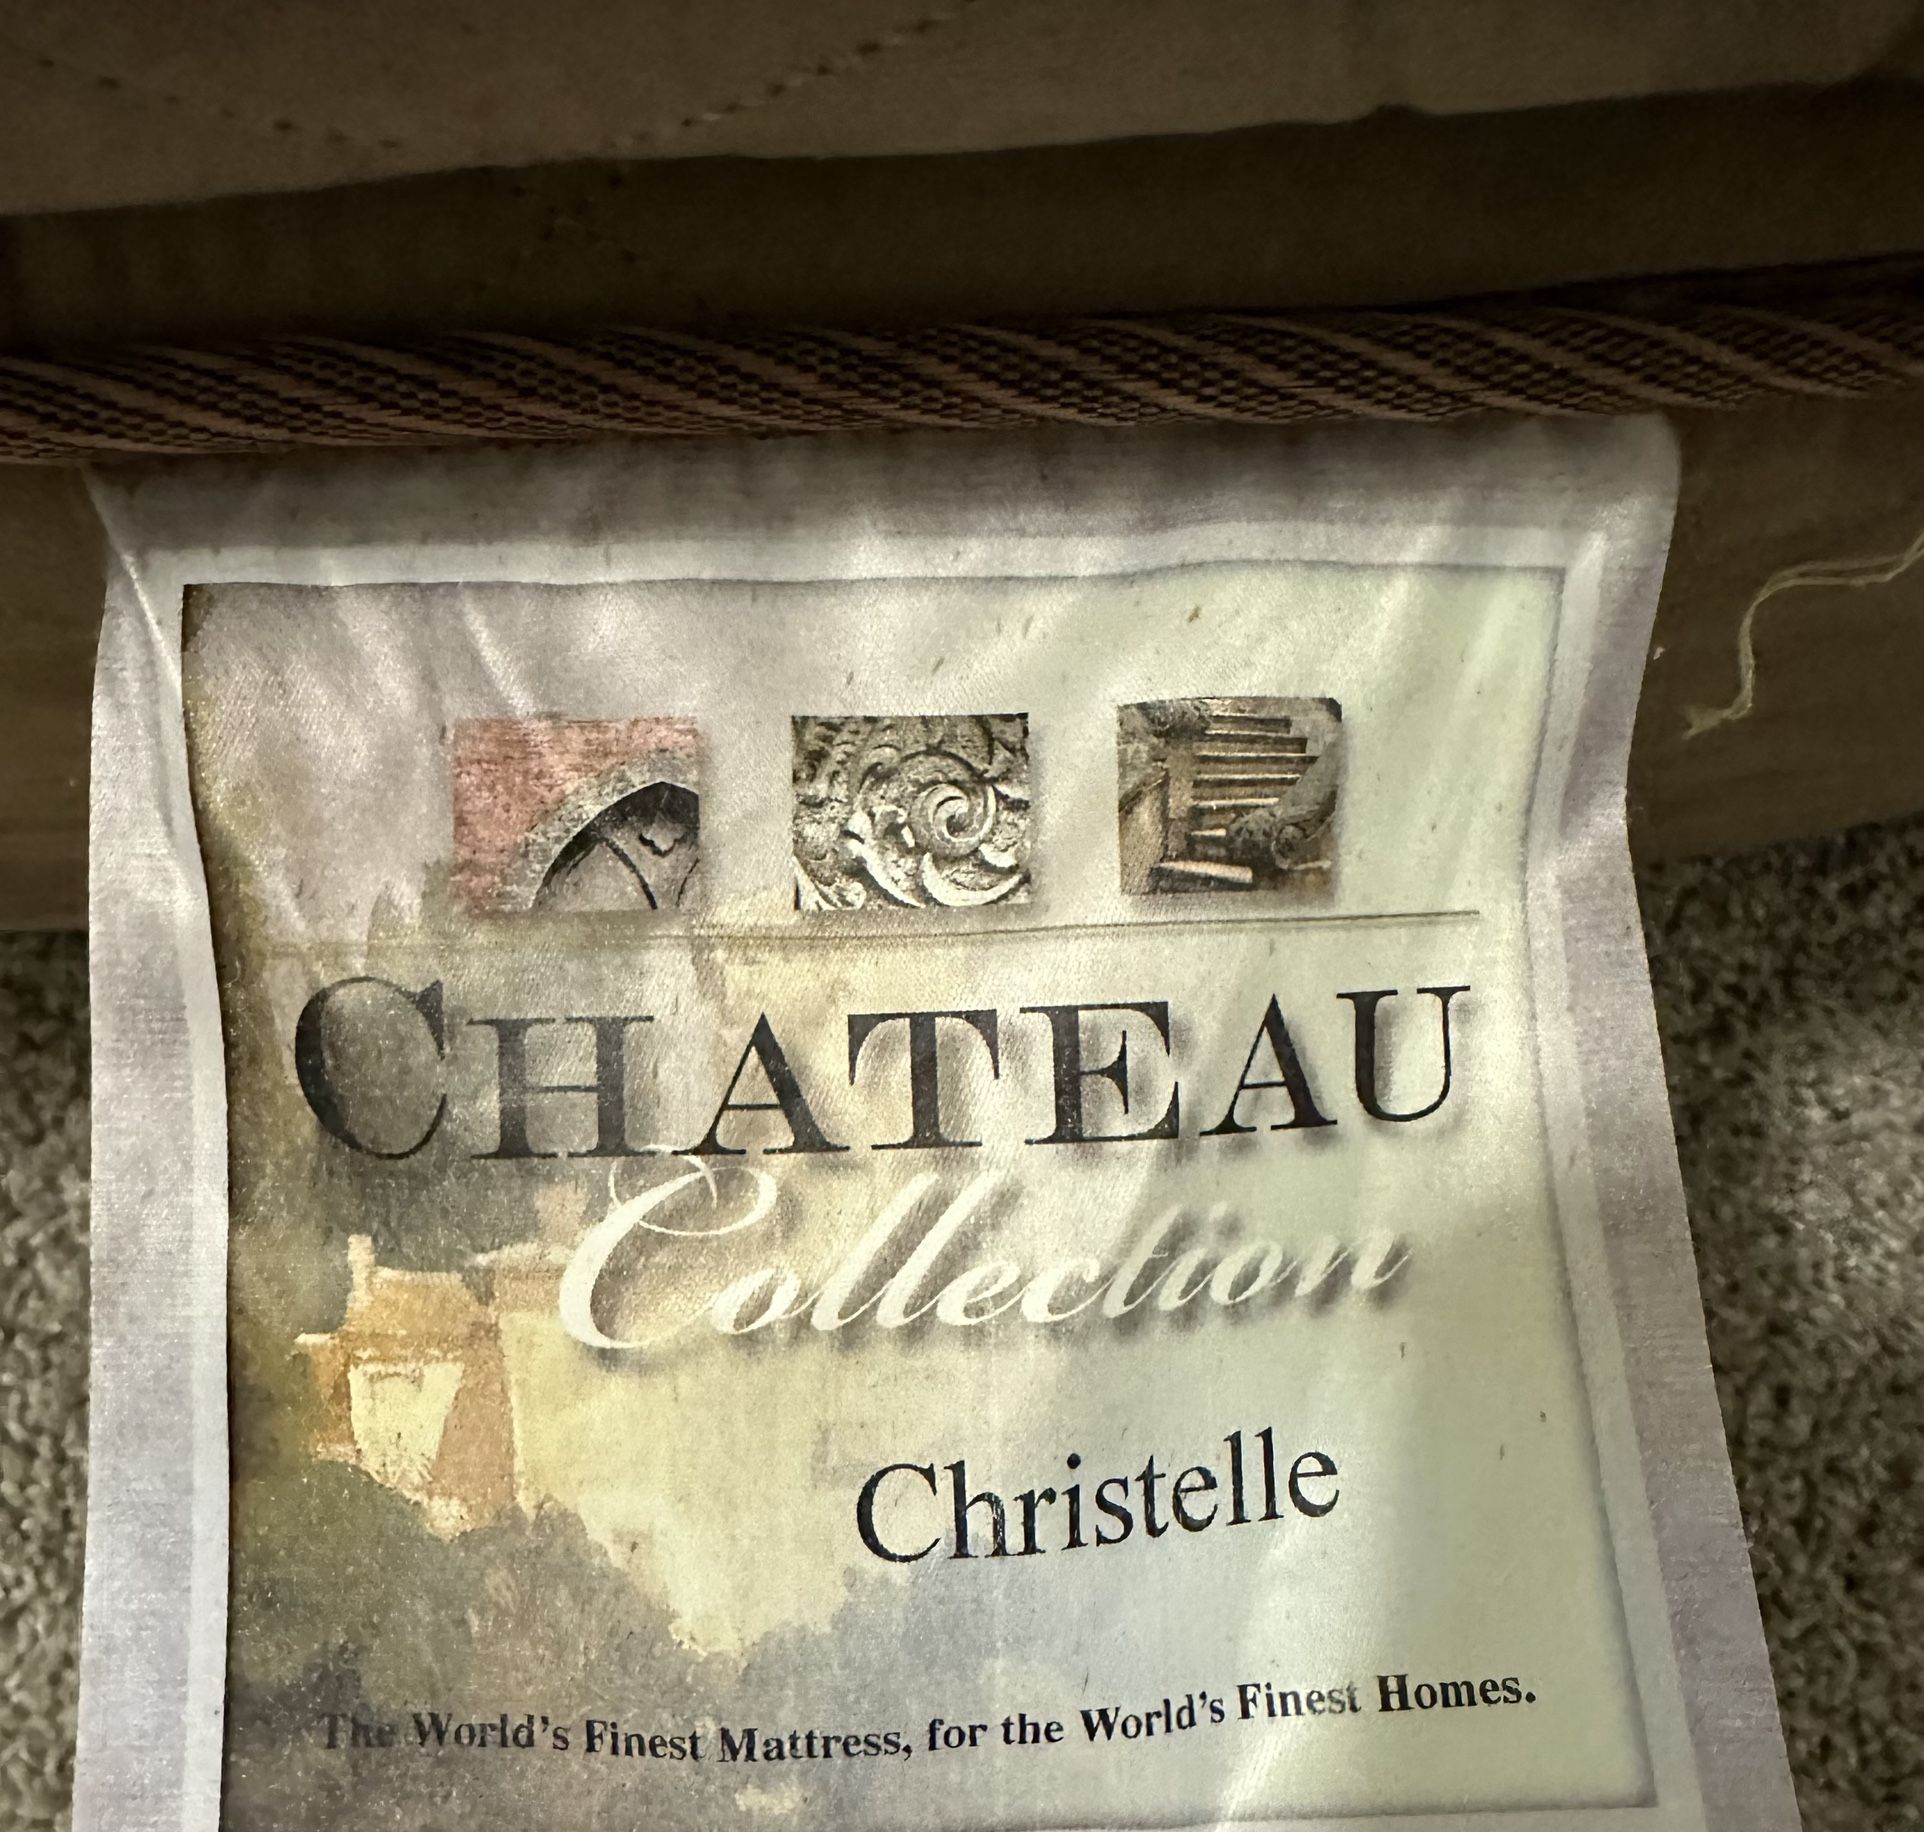 CHATEAU
Collection
Christelle
The World's Finest Mattress, for the World's Finest Homes.